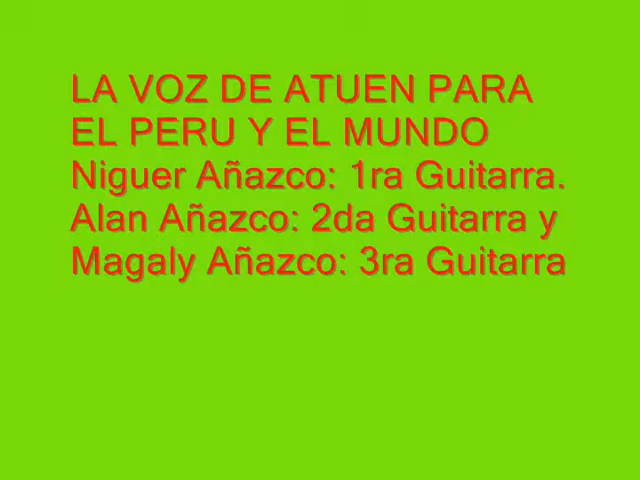 LA VOZ DE ATUEN PARA
EL PERU Y EL MUNDO
Niguer Añazco: 1ra Guitarra.
Alan Añazco: 2da Guitarra y
Magaly Añazco: 3ra Guitarra